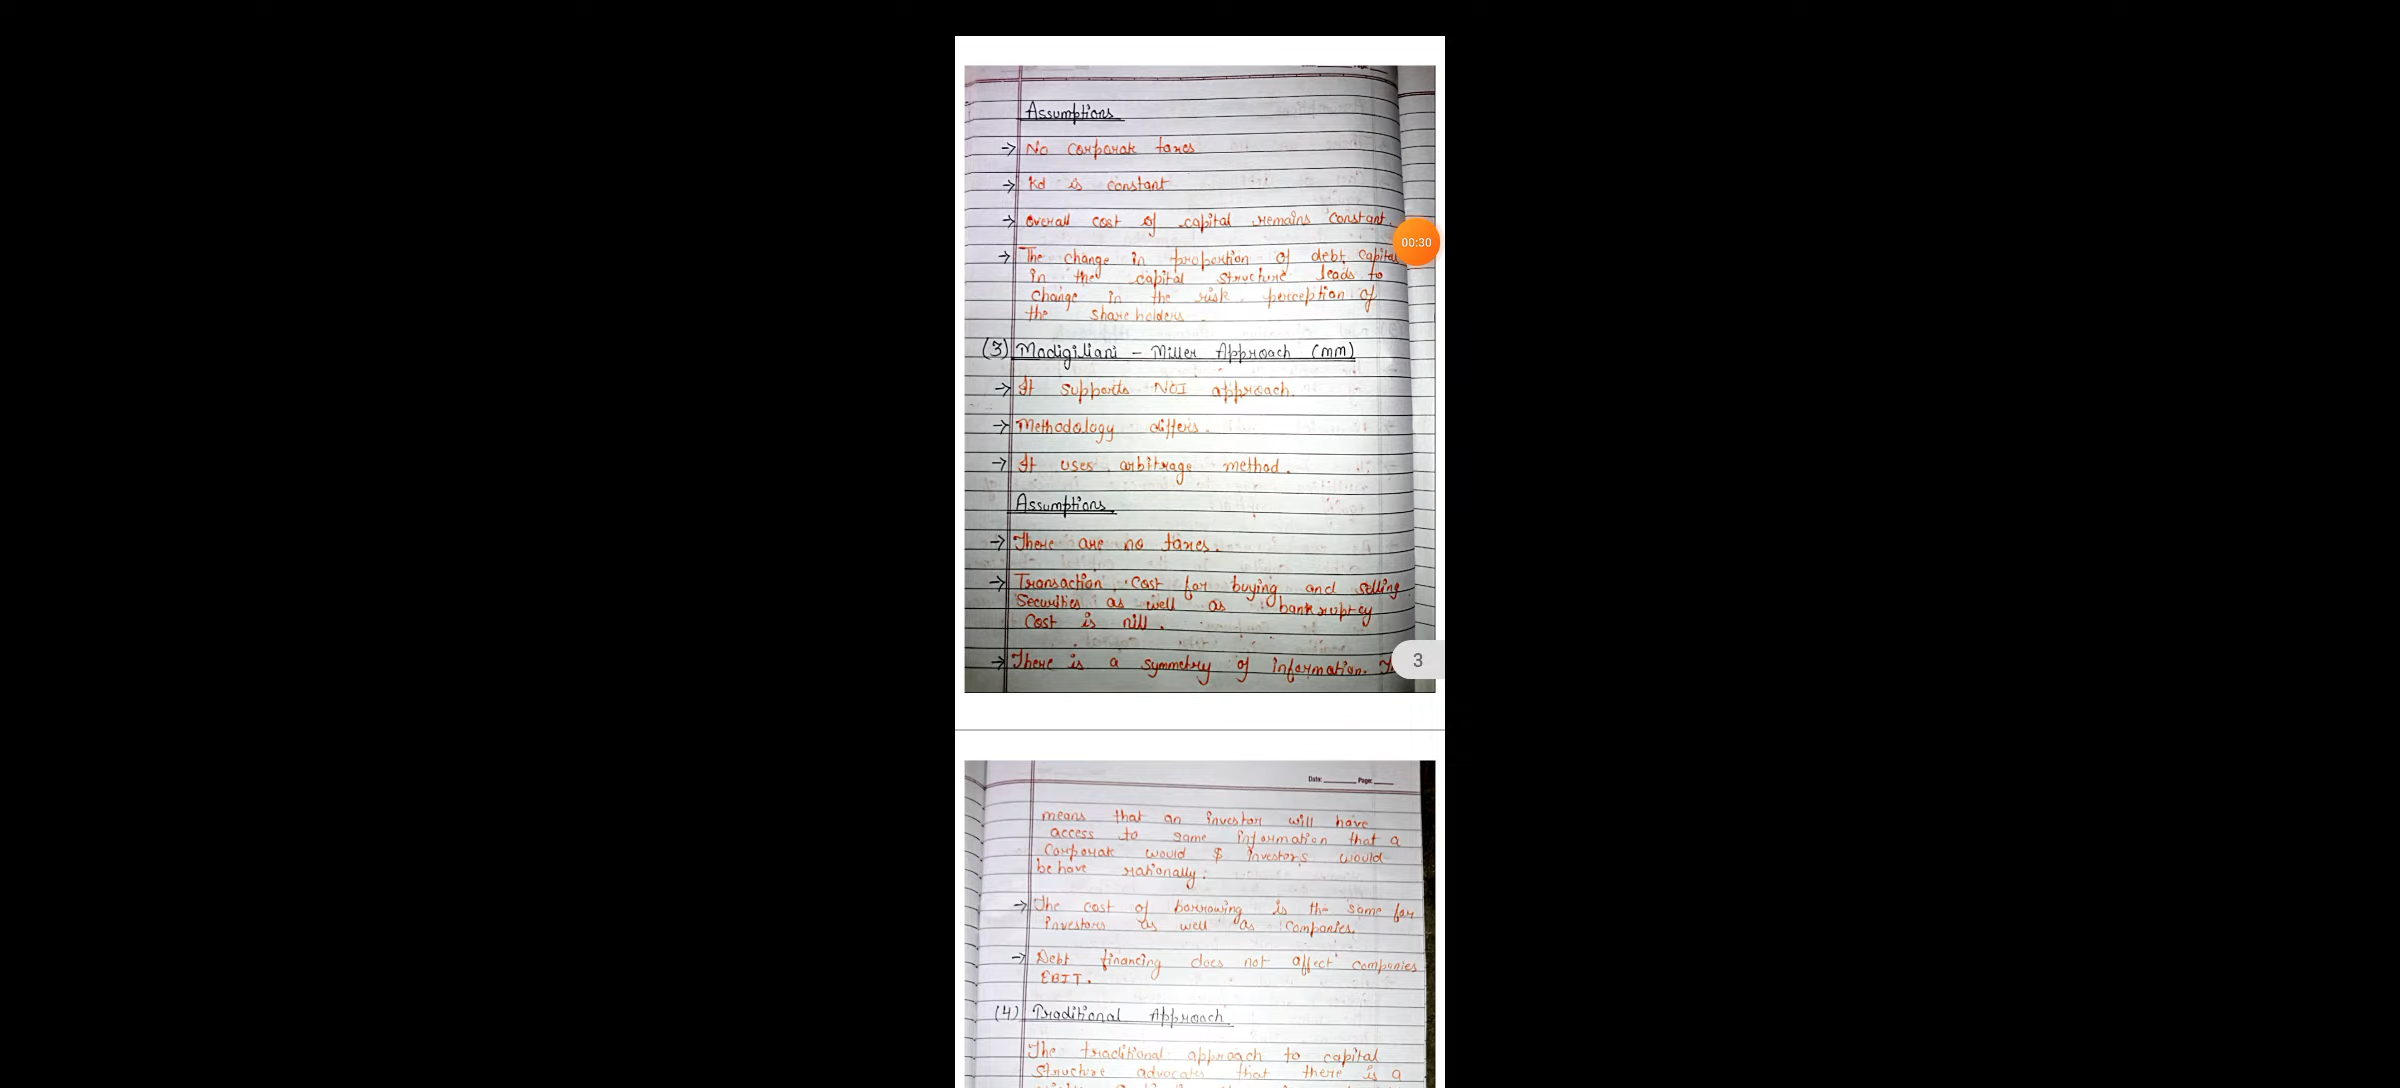 Assumptions
→ No corporate taxes
→ Kd is constant
→ overall cost of capital remains constant.
→ The change in proportion of debt capital
in the capital structure leads to
change in the risk perception of
the shareholders.
(3) Modigiliani - Miller Approach (MM)
→ It supports NOI approach.
→ Methodology differs.
→ It uses arbitrage method.
Assumptions
→ There are no taxes.
→ Transaction cost for buying and selling
Securities as well as bankruptcy
Cost is nill.
→ There is a symmetry of information.
00:30
3
Date: Page:
means that an investor will have
access to same information that a
Corporate would $ investors would
behave rationally.
→ The cost of borrowing is the same for
investors as well as companies.
→ Debt financing does not affect companies
EBIT.
(4) Traditional Approach
The traditional approach to capital
Structure advocates that there is a